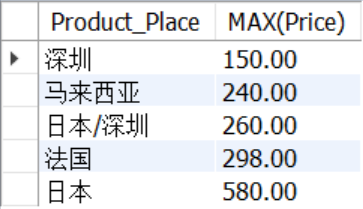 Product_Place MAX(Price)
深圳 150.00
马来西亚 240.00
日本/深圳 260.00
法国 298.00
日本 580.00